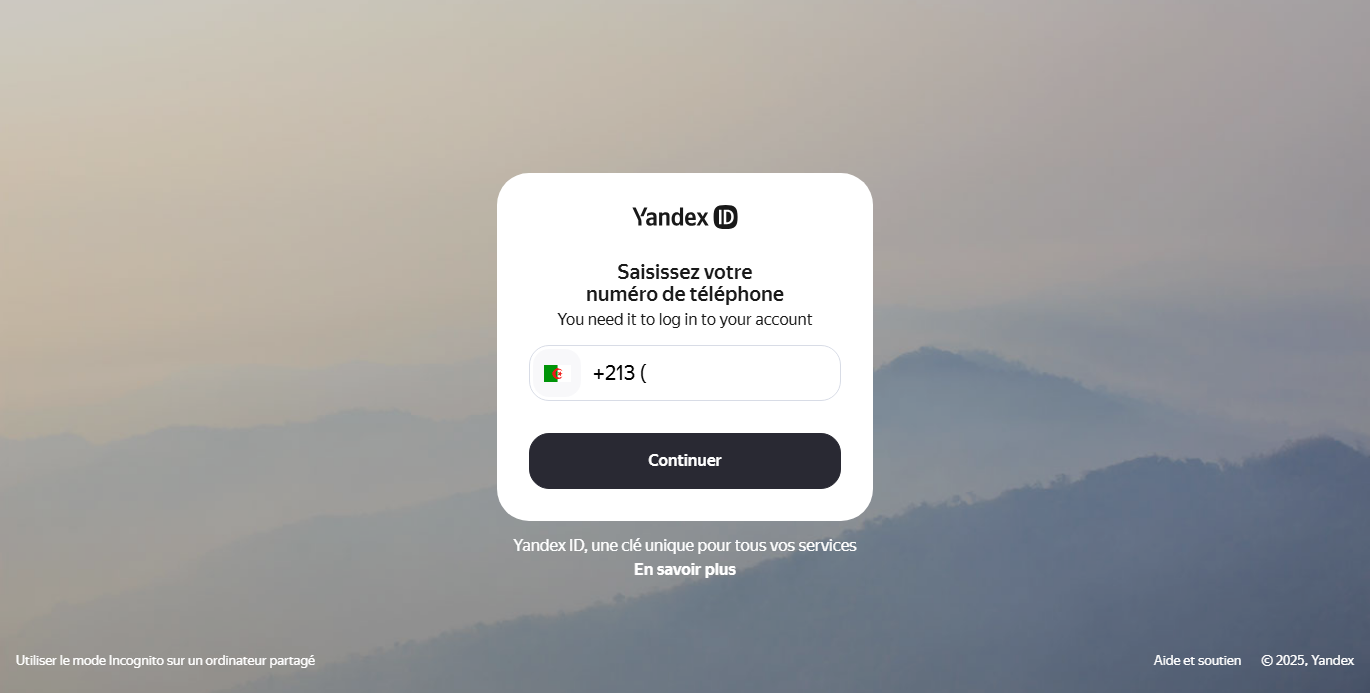 Yandex ID
Saisissez votre
numéro de téléphone
You need it to log in to your account
+213 (
Continuer
Yandex ID, une clé unique pour tous vos services
En savoir plus
Utiliser le mode Incognito sur un ordinateur partagé
Aide et soutien
© 2025, Yandex